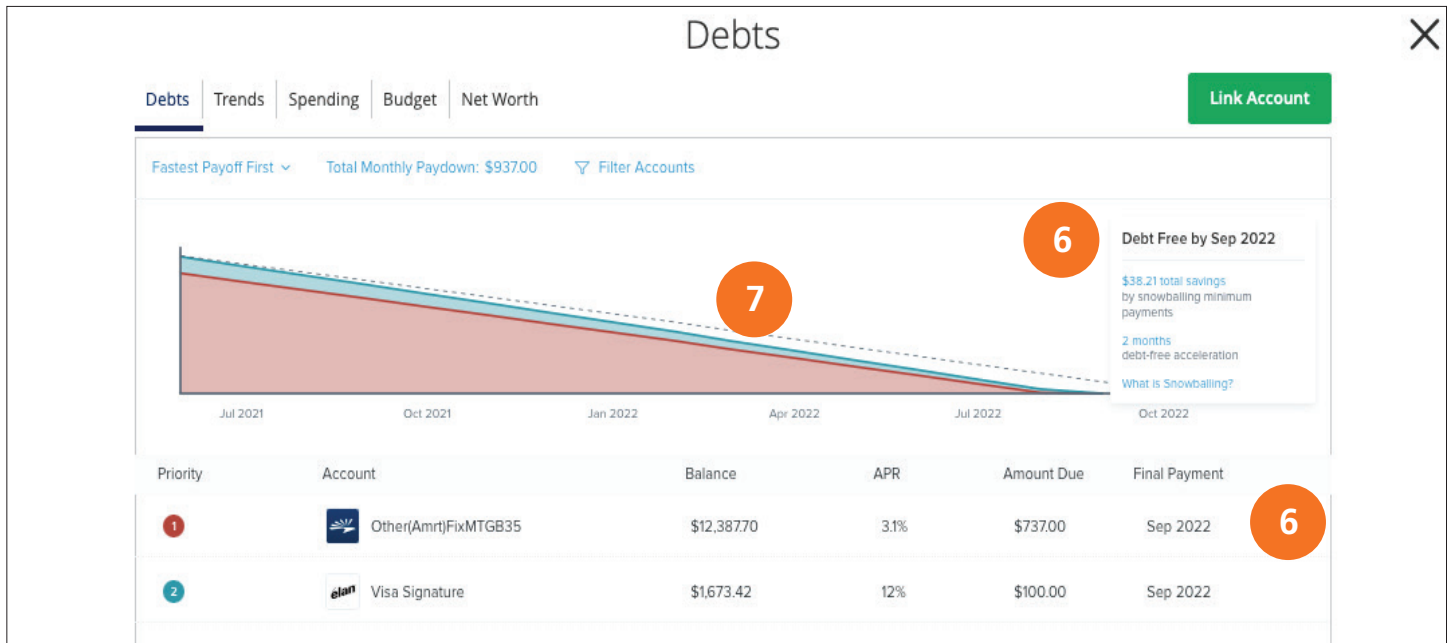 Debts
Debts Trends Spending Budget Net Worth
Link Account
Fastest Payoff First Total Monthly Paydown: $937.00 Filter Accounts
6
Debt Free by Sep 2022
$38.21 total savings
by snowballing minimum
payments
2 months
debt-free acceleration
What is Snowballing?
7
Jul 2021 Oct 2021 Jan 2022 Apr 2022 Jul 2022 Oct 2022
Priority Account Balance APR Amount Due Final Payment
1 Other(Amrt)FixMTGB35 $12,387.70 3.1% $737.00 Sep 2022 6
2 élan Visa Signature $1,673.42 12% $100.00 Sep 2022